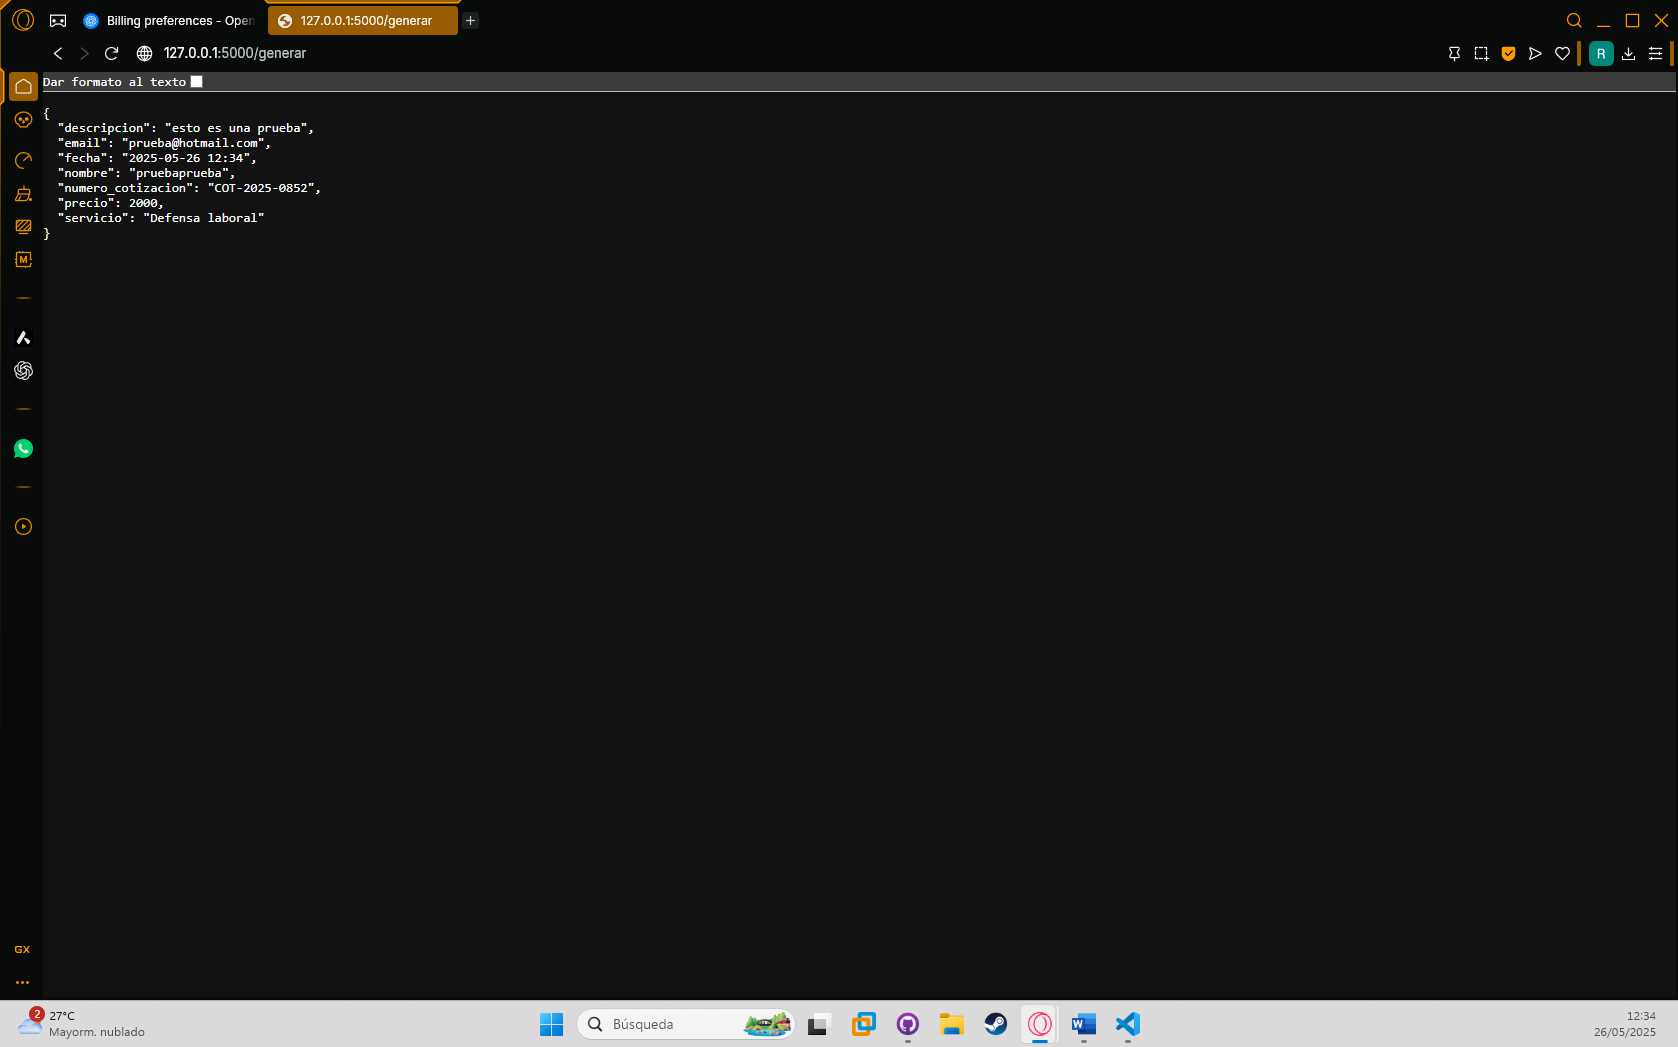 Billing preferences - Open
127.0.0.1:5000/generar
127.0.0.1:5000/generar
R
Dar formato al texto
{
"descripcion": "esto es una prueba",
"email": "prueba@hotmail.com",
"fecha": "2025-05-26 12:34",
"nombre": "pruebaprueba",
"numero_cotizacion": "COT-2025-0852",
"precio": 2000,
"servicio": "Defensa laboral"
}
M
GX
2
27°C
Mayorm. nublado
Búsqueda
W
12:34
26/05/2025